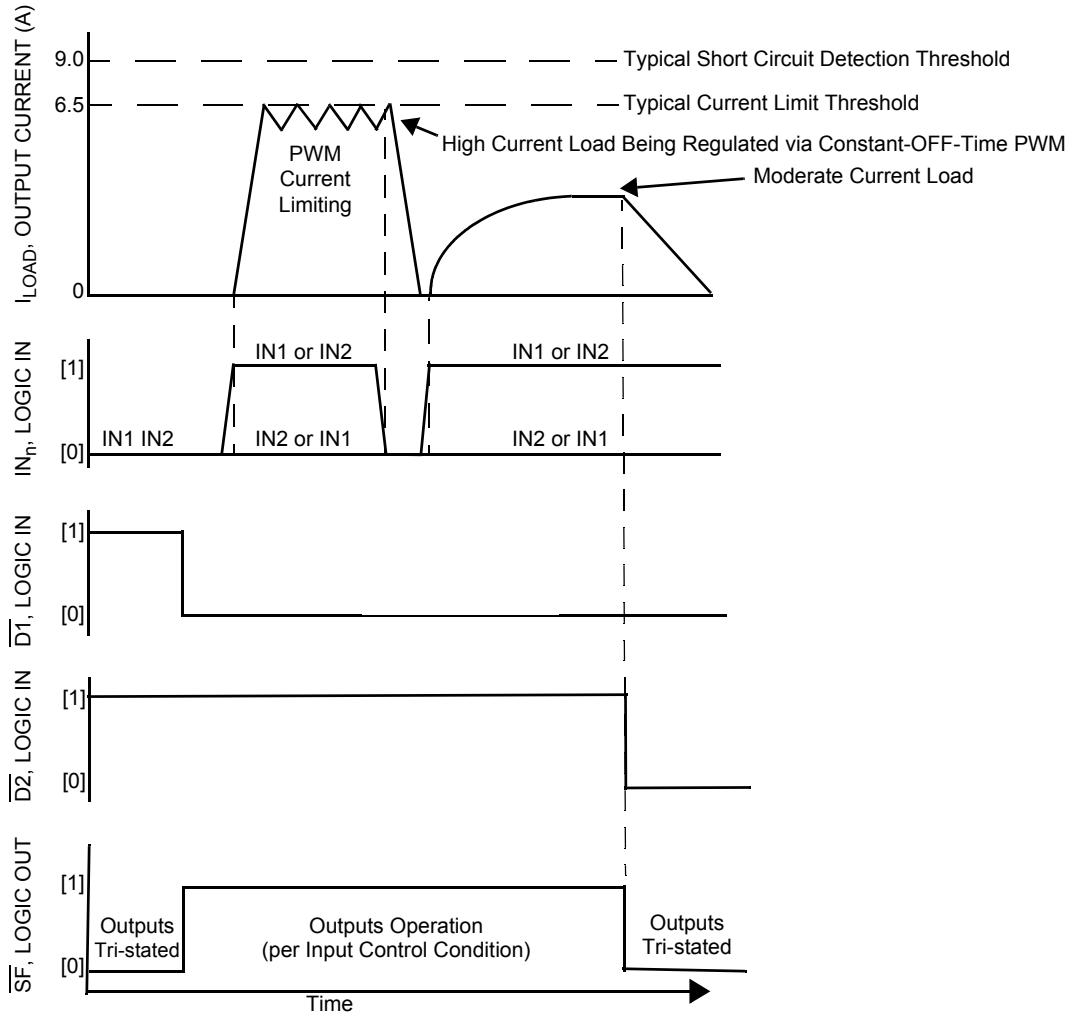 I_LOAD, OUTPUT CURRENT (A)
9.0
Typical Short Circuit Detection Threshold
6.5
Typical Current Limit Threshold
High Current Load Being Regulated via Constant-OFF-Time PWM
PWM
Current
Limiting
Moderate Current Load
0
IN_n, LOGIC IN
[1]
IN1 or IN2
IN1 or IN2
[0]
IN1 IN2
IN2 or IN1
IN2 or IN1
D̅1̅, LOGIC IN
[1]
[0]
D̅2̅, LOGIC IN
[1]
[0]
S̅F̅, LOGIC OUT
[1]
Outputs
Tri-stated
Outputs Operation
(per Input Control Condition)
Outputs
Tri-stated
[0]
Time